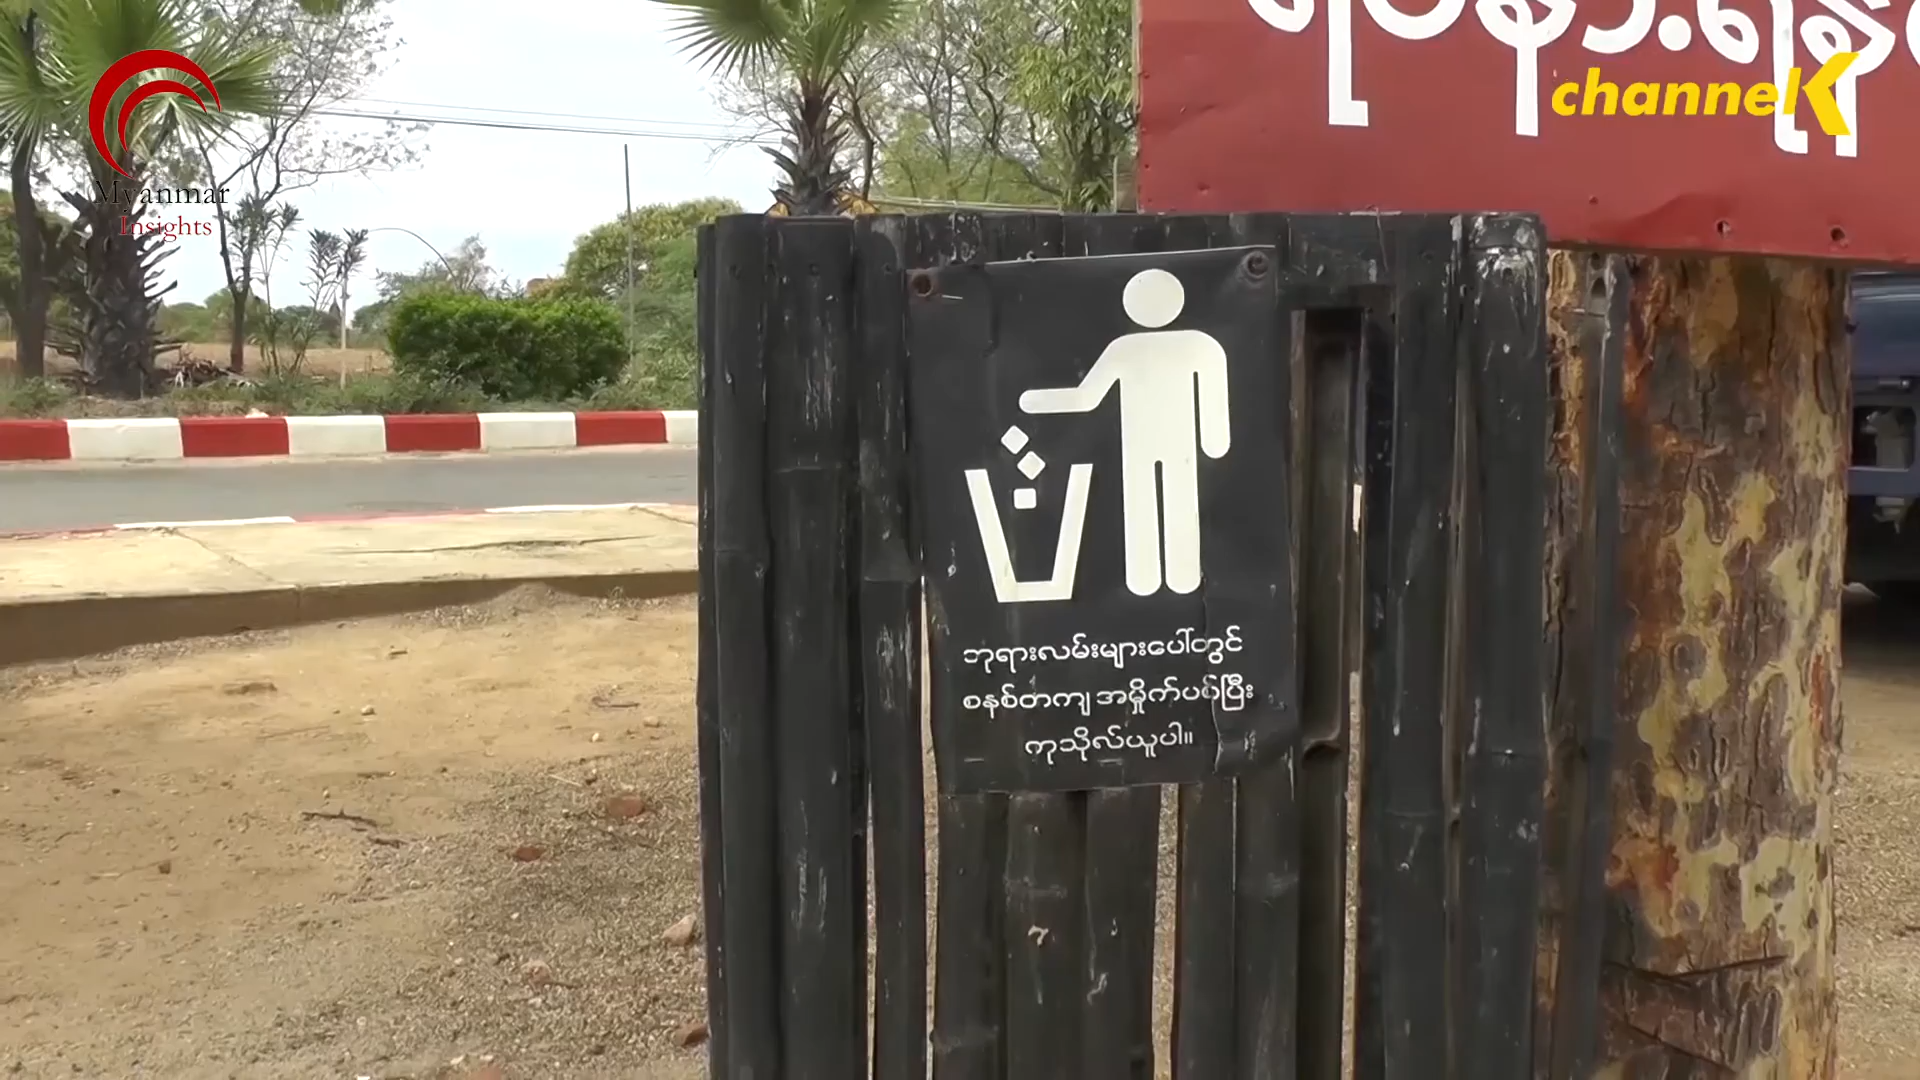 Myanmar
Insights
channelK
ဘုရားလမ်းများပေါ်တွင်
စနစ်တကျ အမှိုက်ပစ်ပြီး
ကုသိုလ်ယူပါ။